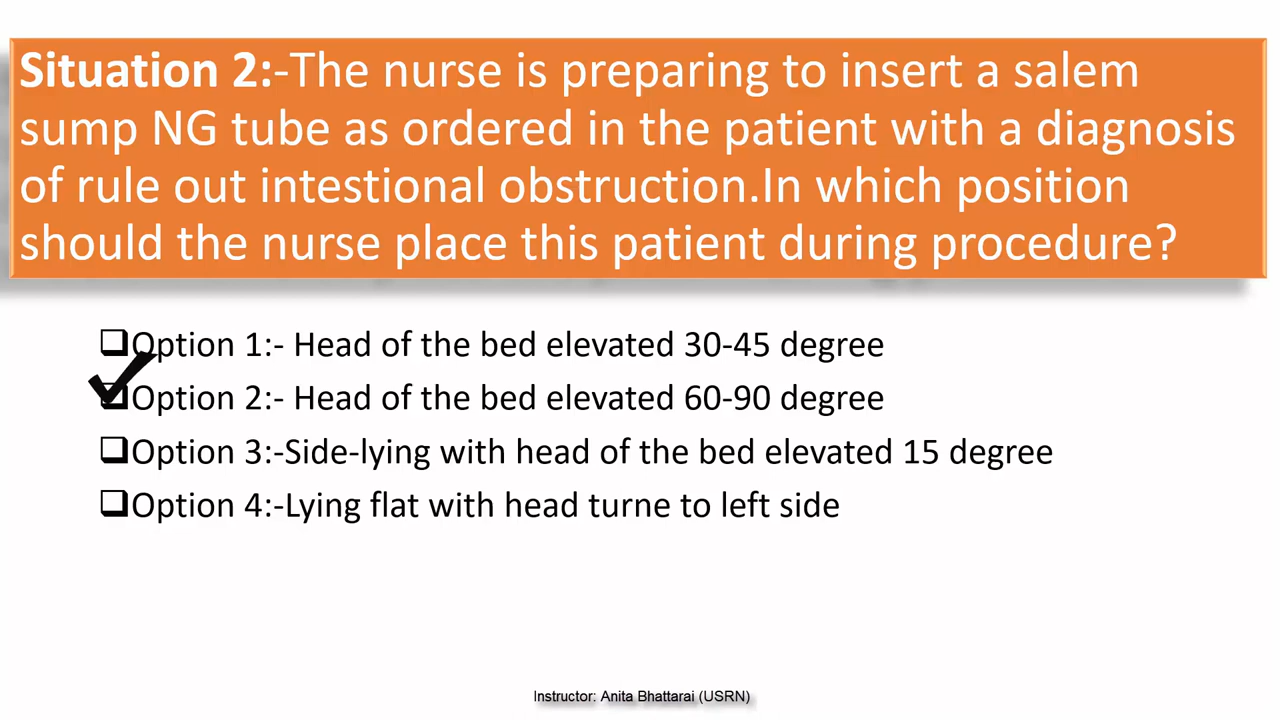 Situation 2:-The nurse is preparing to insert a salem
sump NG tube as ordered in the patient with a diagnosis
of rule out intestional obstruction.In which position
should the nurse place this patient during procedure?
Option 1:- Head of the bed elevated 30-45 degree
Option 2:- Head of the bed elevated 60-90 degree
Option 3:-Side-lying with head of the bed elevated 15 degree
Option 4:-Lying flat with head turne to left side
Instructor: Anita Bhattarai (USRN)